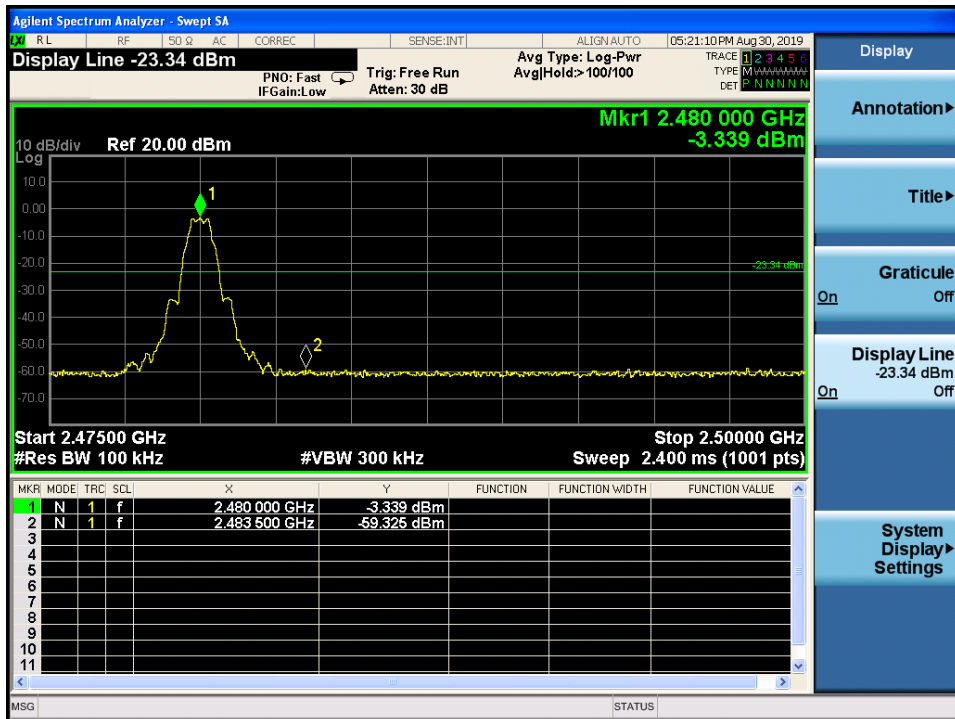 Agilent Spectrum Analyzer - Swept SA
LXI RL RF 50 Ω AC CORREC SENSE:INT ALIGN AUTO 05:21:10 PM Aug 30, 2019
Display Line -23.34 dBm
PNO: Fast
IFGain:Low
Trig: Free Run
Atten: 30 dB
Avg Type: Log-Pwr
Avg|Hold:>100/100
TRACE 1 2 3 4 5 6
TYPE M
DET P N N N N N
Mkr1 2.480 000 GHz
-3.339 dBm
10 dB/div Ref 20.00 dBm
Log
10.0
1
0.00
-10.0
-20.0
-23.34 dBm
-30.0
-40.0
-50.0
2
-60.0
-70.0
Start 2.47500 GHz Stop 2.50000 GHz
#Res BW 100 kHz #VBW 300 kHz Sweep 2.400 ms (1001 pts)
MKR MODE TRC SCL X Y FUNCTION FUNCTION WIDTH FUNCTION VALUE
1 N 1 f 2.480 000 GHz -3.339 dBm
2 N 1 f 2.483 500 GHz -59.325 dBm
3
4
5
6
7
8
9
10
11
MSG STATUS
Display
Annotation
Title
Graticule
On Off
Display Line
-23.34 dBm
On Off
System
Display
Settings